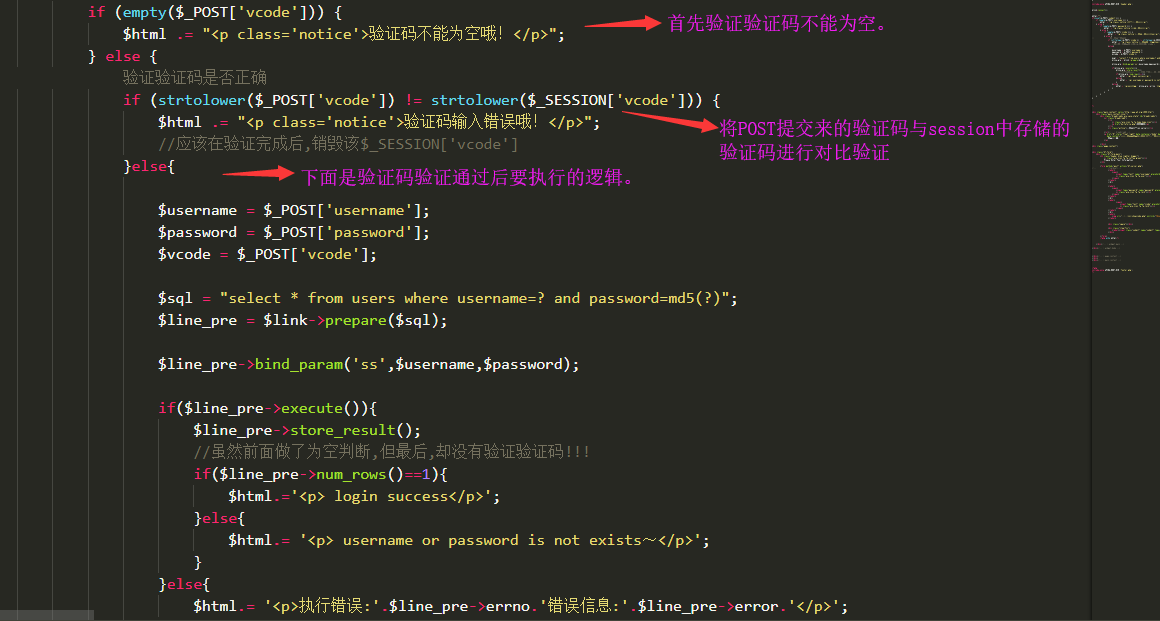 if (empty($_POST['vcode'])) {
$html .= "<p class='notice'>验证码不能为空哦！</p>";
首先验证验证码不能为空。
} else {
验证验证码是否正确
if (strtolower($_POST['vcode']) != strtolower($_SESSION['vcode'])) {
$html .= "<p class='notice'>验证码输入错误哦！</p>";
将POST提交来的验证码与session中存储的
验证码进行对比验证
//应该在验证完成后,销毁该$_SESSION['vcode']
}else{
下面是验证码验证通过后要执行的逻辑。
$username = $_POST['username'];
$password = $_POST['password'];
$vcode = $_POST['vcode'];
$sql = "select * from users where username=? and password=md5(?)";
$line_pre = $link->prepare($sql);
$line_pre->bind_param('ss',$username,$password);
if($line_pre->execute()){
$line_pre->store_result();
//虽然前面做了为空判断,但最后,却没有验证验证码!!!
if($line_pre->num_rows()==1){
$html.='<p> login success</p>';
}else{
$html.= '<p> username or password is not exists～</p>';
}
}else{
$html.= '<p>执行错误:'.$line_pre->errno.'错误信息:'.$line_pre->error.'</p>';